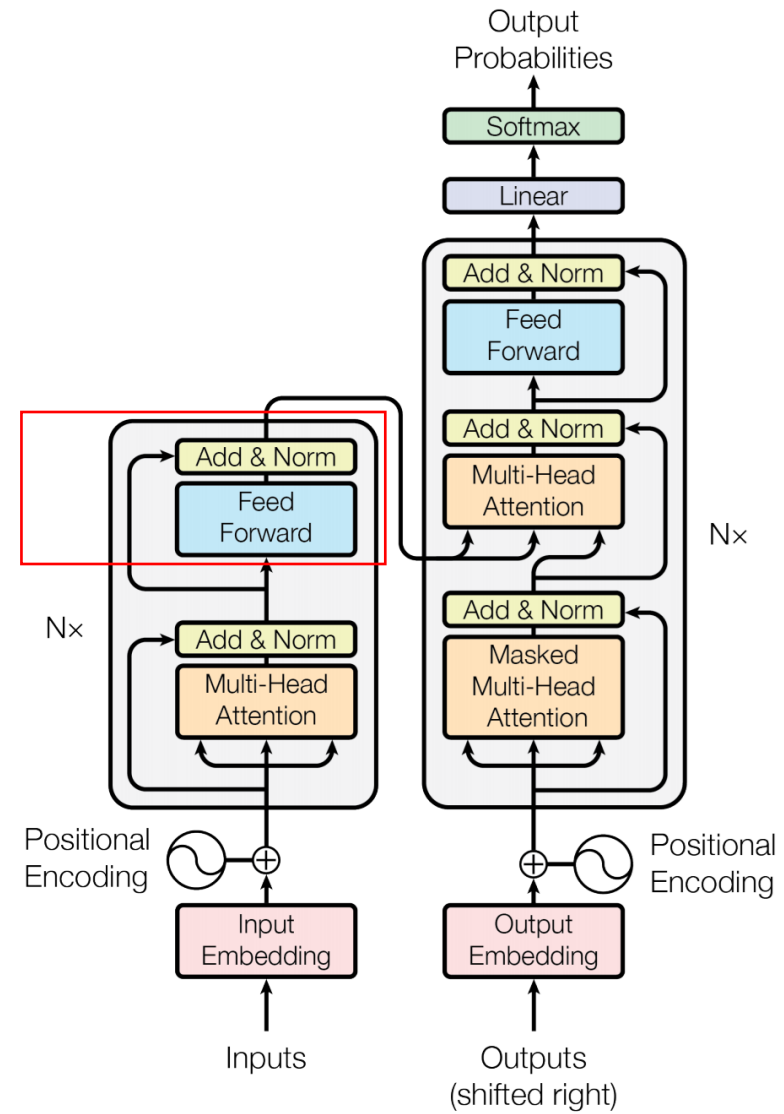 Output
Probabilities
Softmax
Linear
Add & Norm
Feed
Forward
Add & Norm
Multi-Head
Attention
Add & Norm
Masked
Multi-Head
Attention
N×
Add & Norm
Feed
Forward
Add & Norm
Multi-Head
Attention
N×
Positional
Encoding
Positional
Encoding
Input
Embedding
Output
Embedding
Inputs
Outputs
(shifted right)